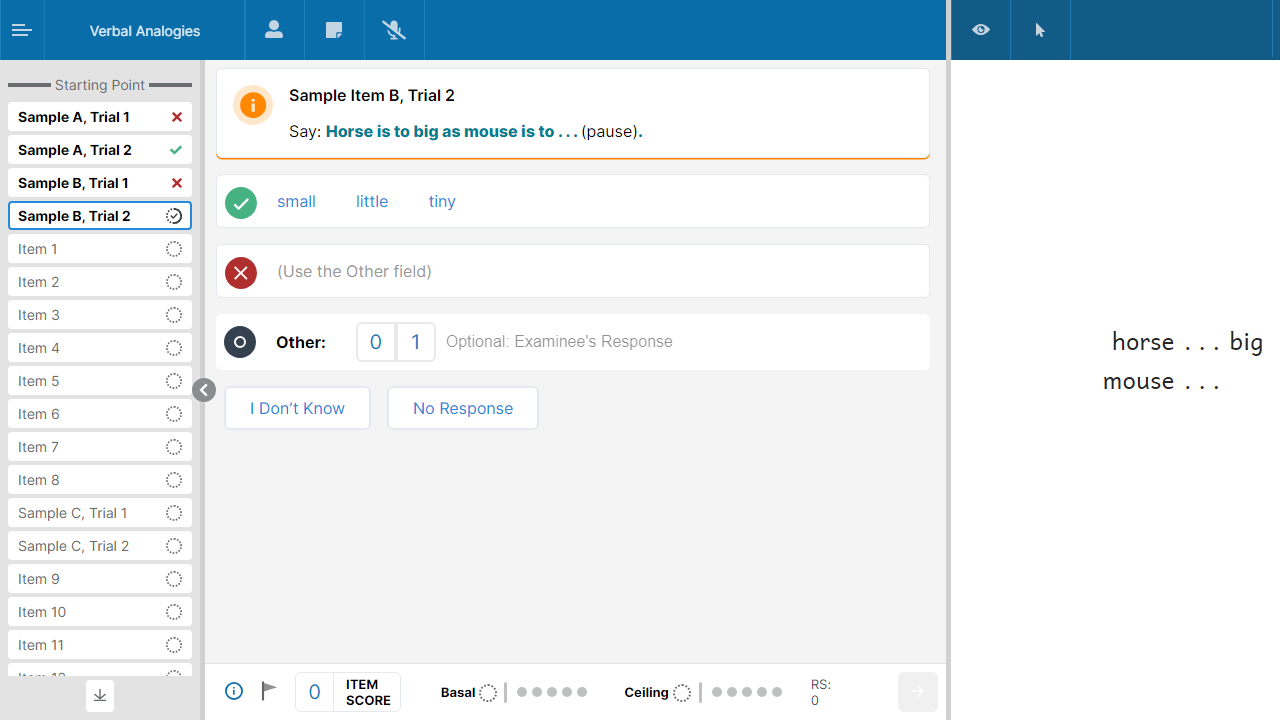 Verbal Analogies
Starting Point
Sample A, Trial 1
Sample A, Trial 2
Sample B, Trial 1
Sample B, Trial 2
Item 1
Item 2
Item 3
Item 4
Item 5
Item 6
Item 7
Item 8
Sample C, Trial 1
Sample C, Trial 2
Item 9
Item 10
Item 11
Sample Item B, Trial 2
Say: Horse is to big as mouse is to . . . (pause).
small little tiny
(Use the Other field)
Other: 0 1 Optional: Examinee's Response
I Don’t Know No Response
0 ITEM SCORE
Basal
Ceiling
RS:
0
horse . . . big
mouse . . .